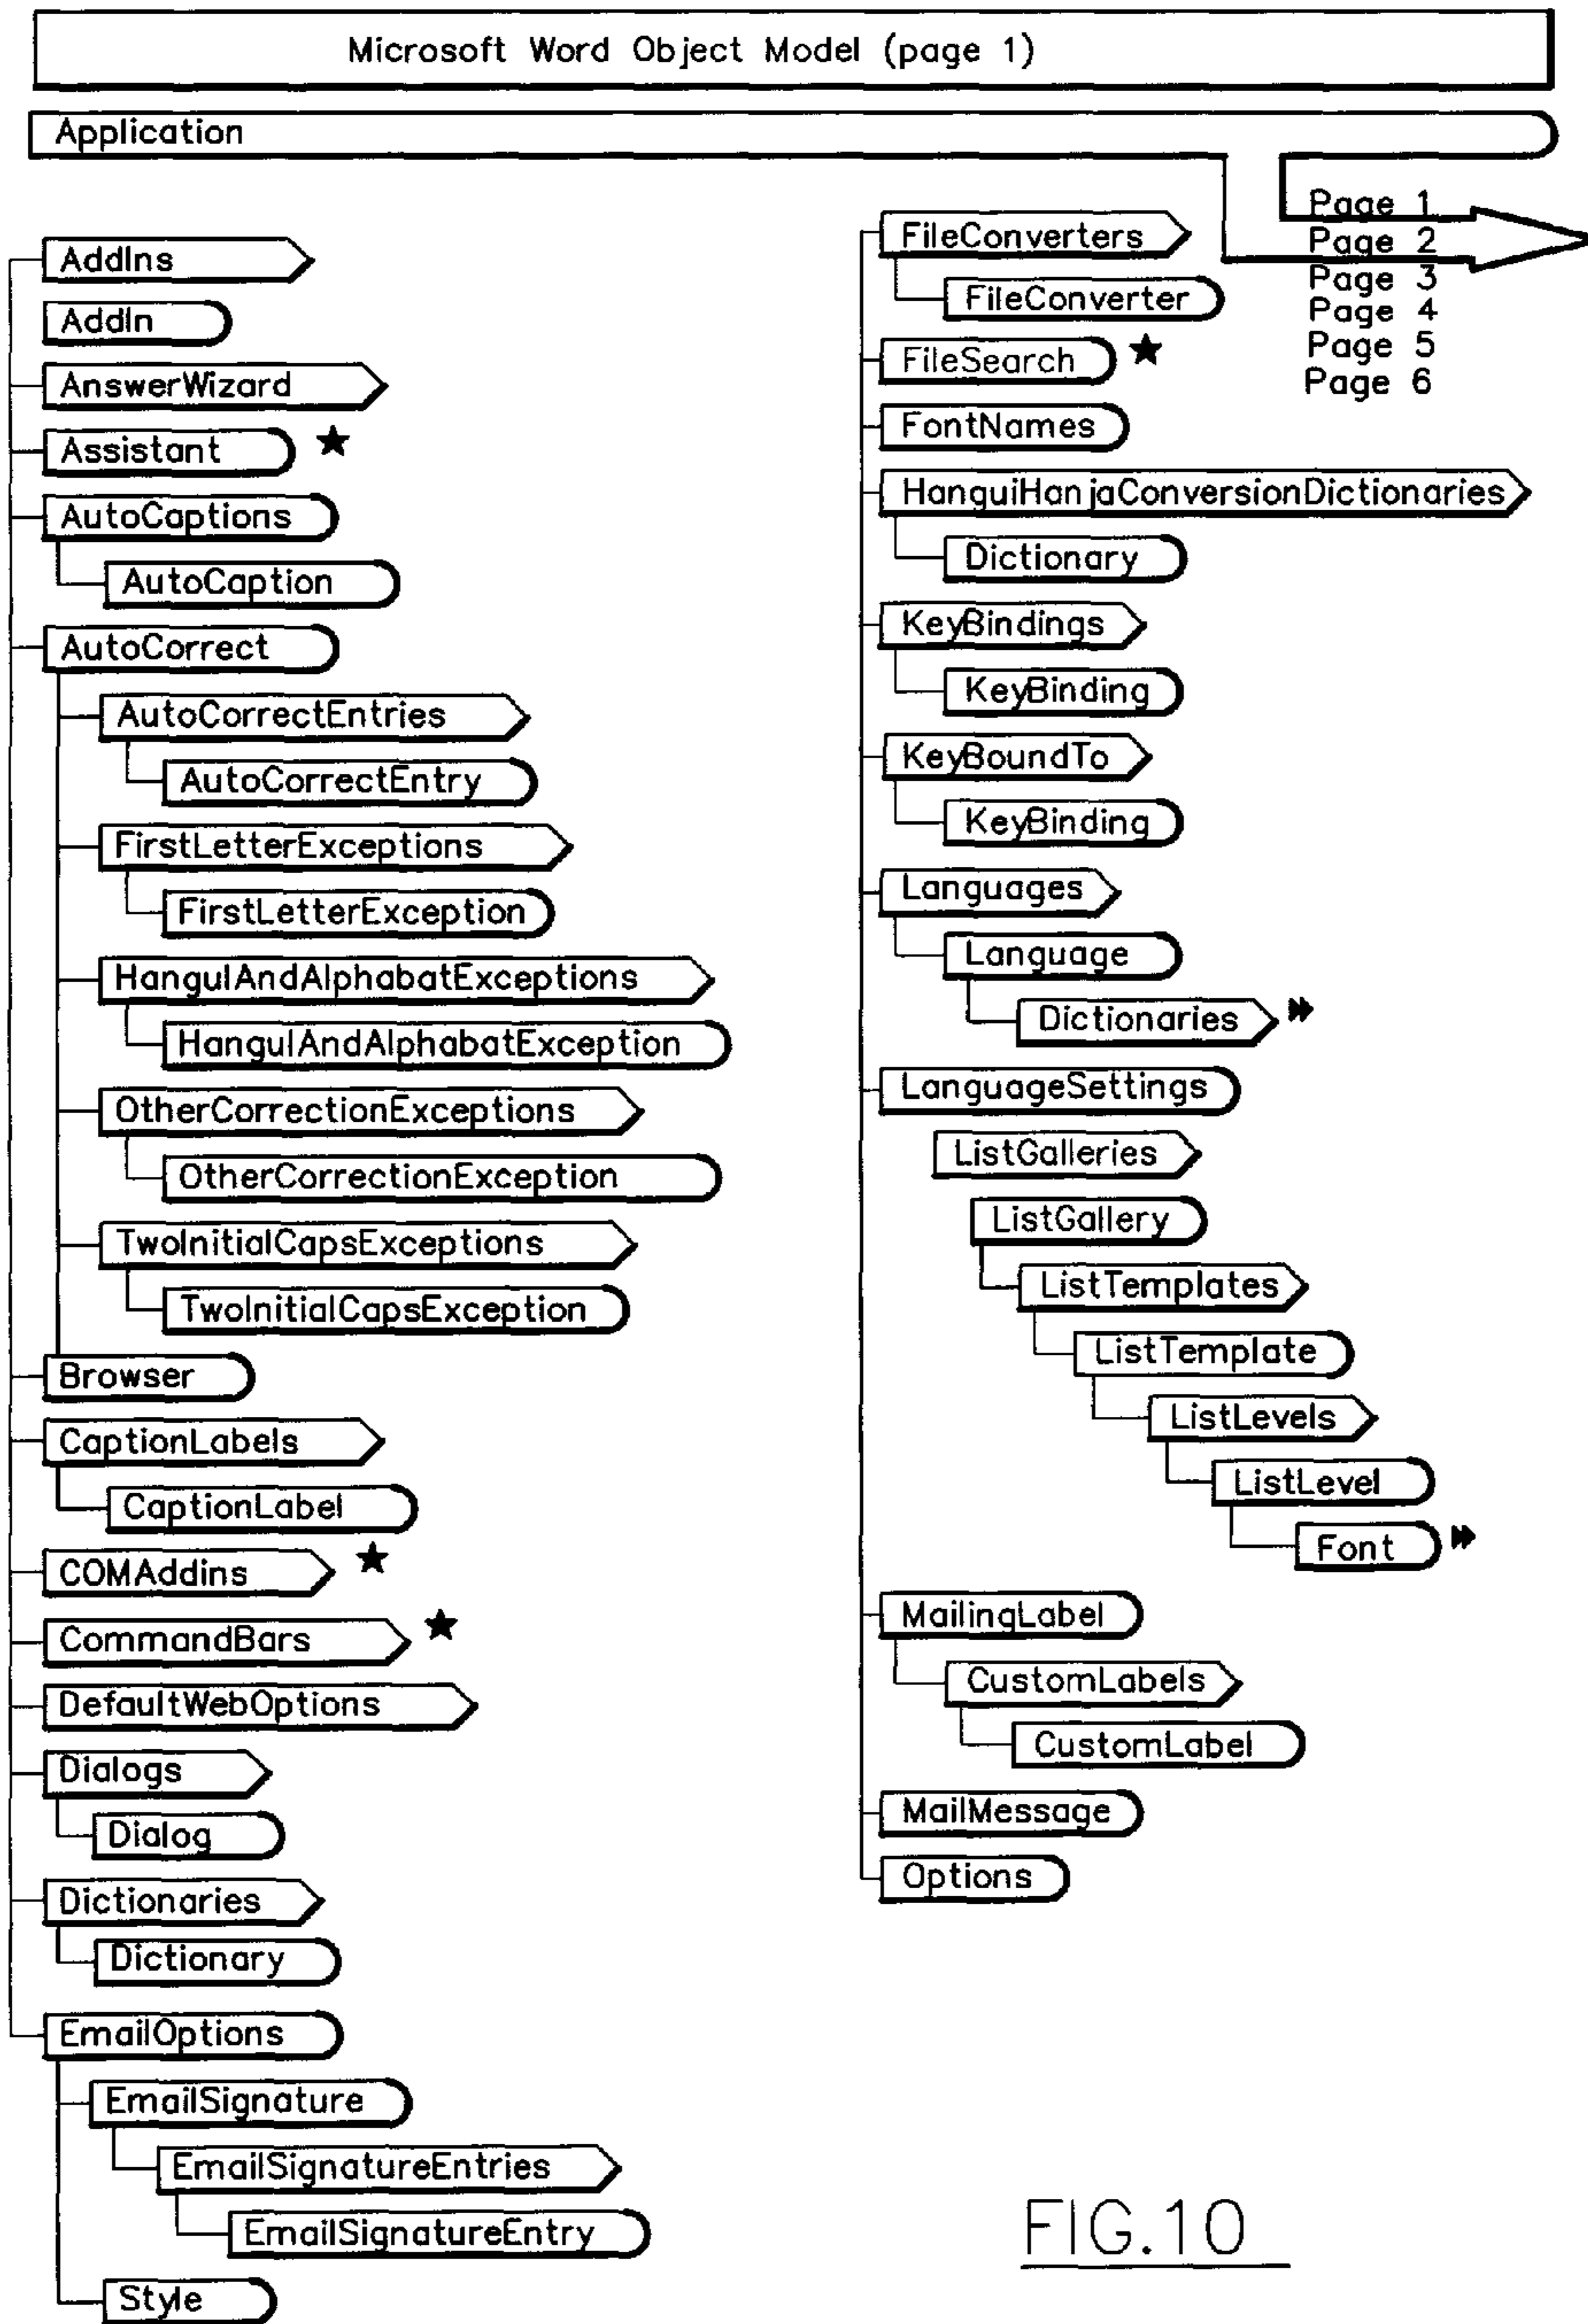 Microsoft Word Object Model (page 1)
Application
Page 1
Page 2
Page 3
Page 4
Page 5
Page 6
AddIns
AddIn
AnswerWizard
Assistant ★
AutoCaptions
AutoCaption
AutoCorrect
AutoCorrectEntries
AutoCorrectEntry
FirstLetterExceptions
FirstLetterException
HangulAndAlphabatExceptions
HangulAndAlphabatException
OtherCorrectionExceptions
OtherCorrectionException
TwoInitialCapsExceptions
TwoInitialCapsException
Browser
CaptionLabels
CaptionLabel
COMAddins ★
CommandBars ★
DefaultWebOptions
Dialogs
Dialog
Dictionaries
Dictionary
EmailOptions
EmailSignature
EmailSignatureEntries
EmailSignatureEntry
Style
FileConverters
FileConverter
FileSearch ★
FontNames
HanguiHanjaConversionDictionaries
Dictionary
KeyBindings
KeyBinding
KeyBoundTo
KeyBinding
Languages
Language
Dictionaries
LanguageSettings
ListGalleries
ListGallery
ListTemplates
ListTemplate
ListLevels
ListLevel
Font
MailingLabel
CustomLabels
CustomLabel
MailMessage
Options
FIG.10